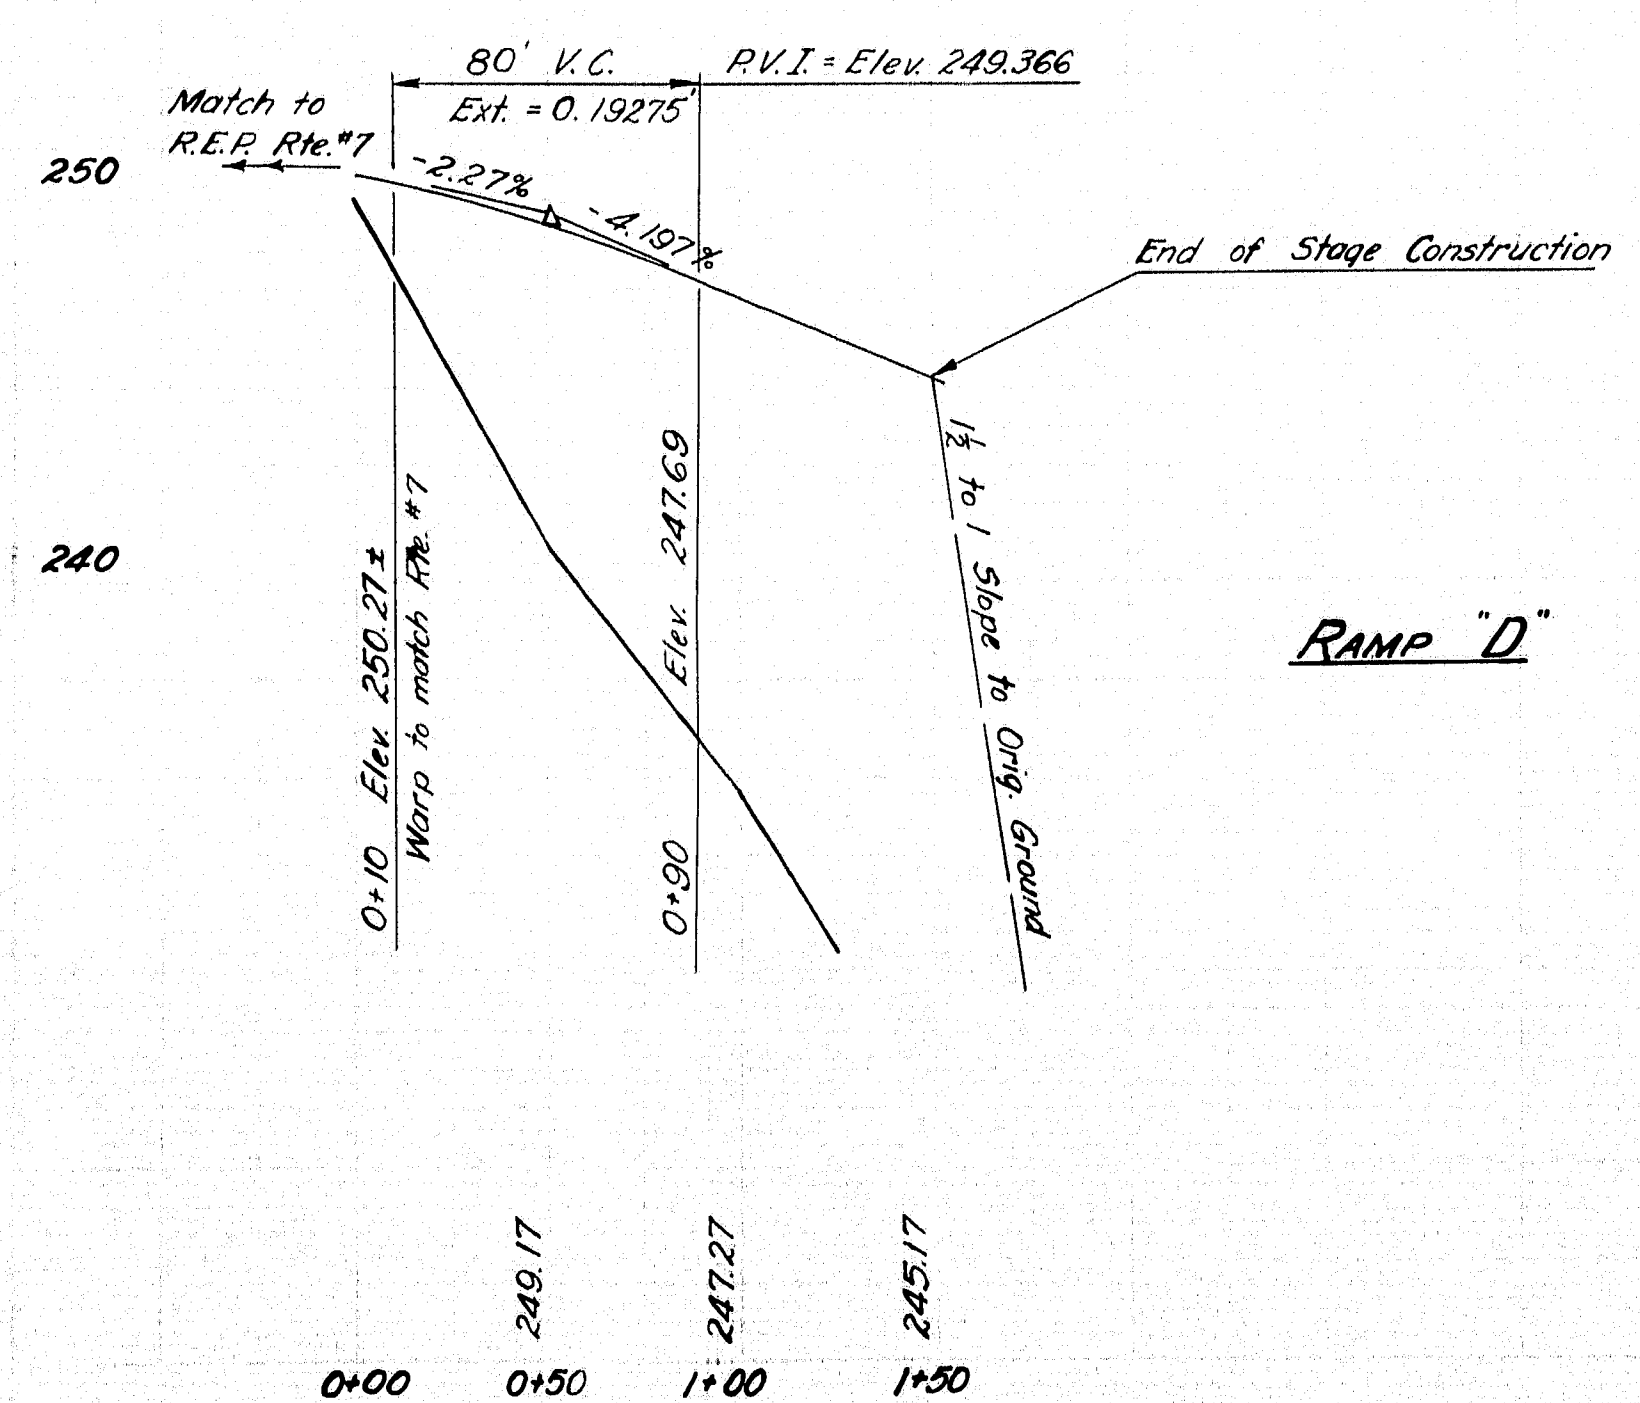 80' V.C.
P.V.I. = Elev. 249.366
Ext. = 0.19275'
Match to
R.E.P. Rte. #7
250
-2.27%
-4.197%
End of Stage Construction
240
0+10 Elev. 250.27±
Warp to match Rte. #7
0+90 Elev. 247.69
1½ to 1 Slope to Orig. Ground
RAMP "D"
249.17
247.27
245.17
0+00 0+50 1+00 1+50